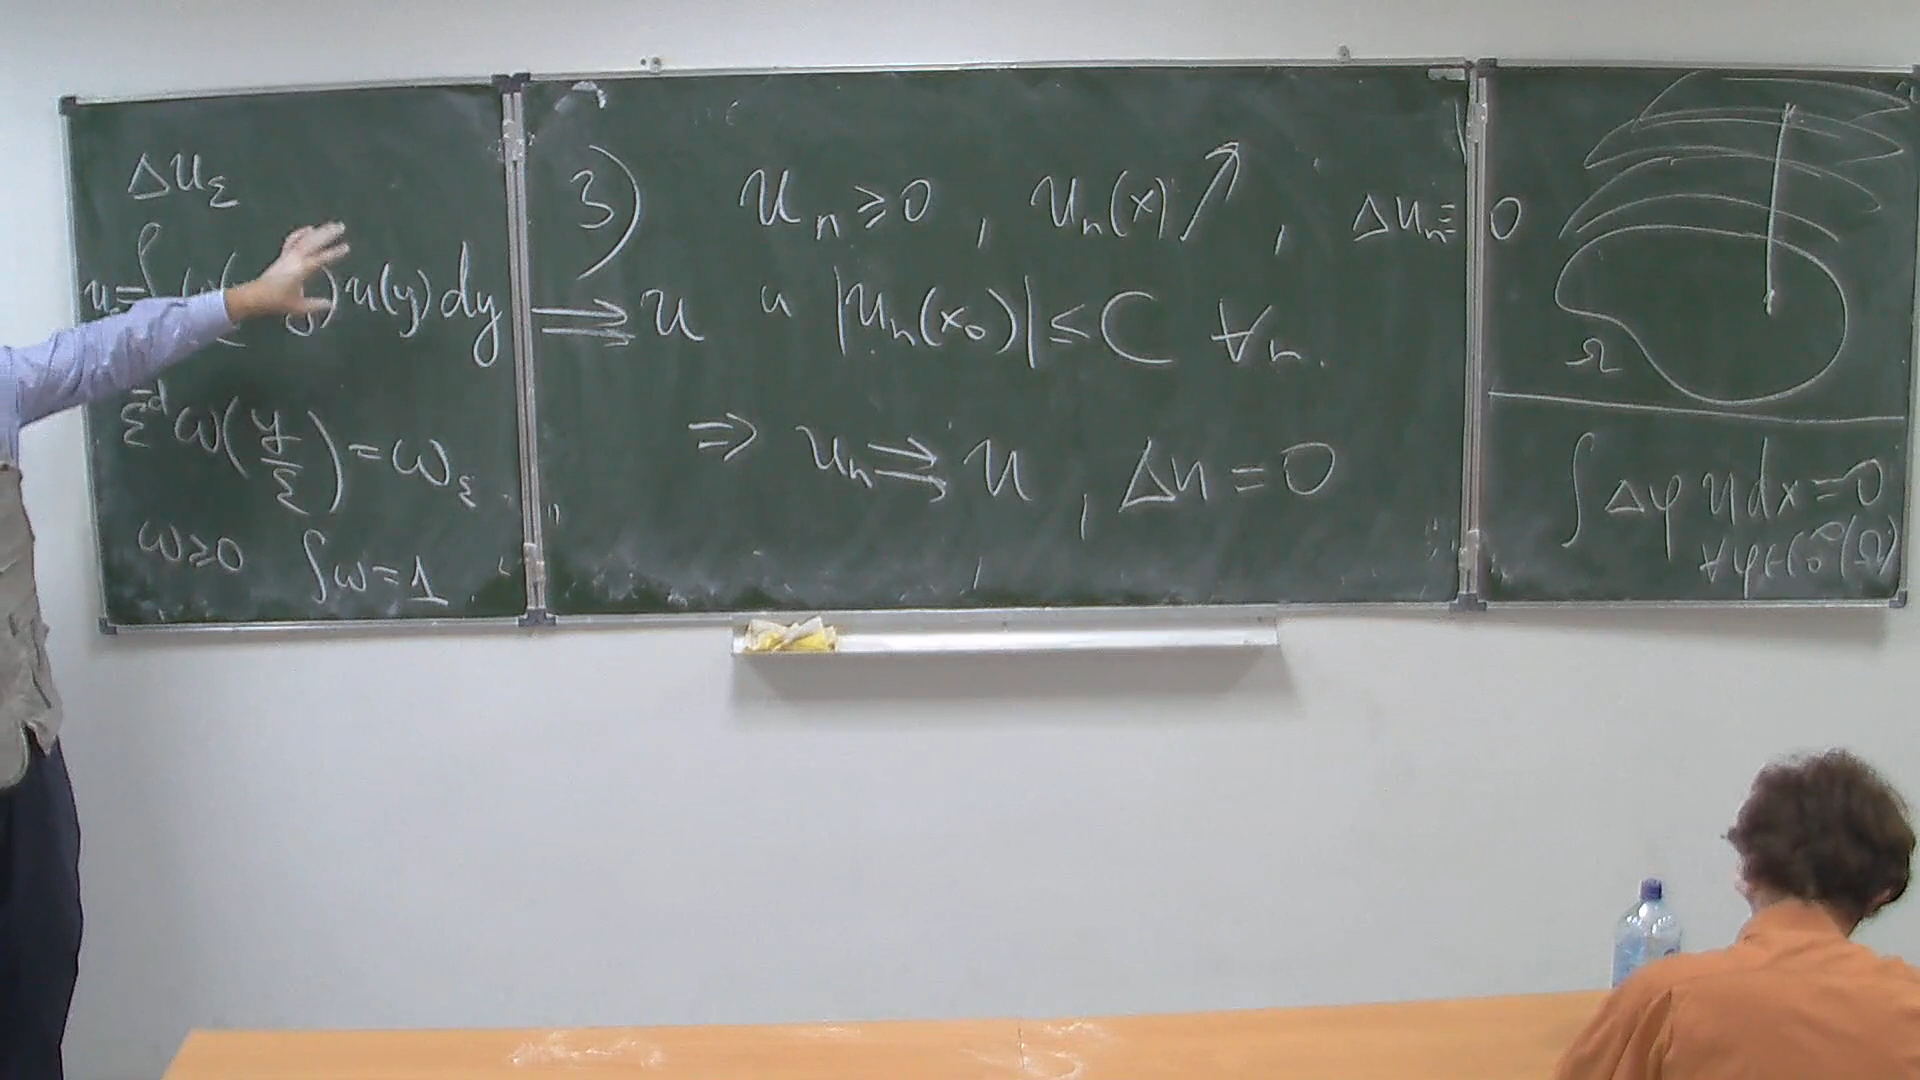 Δu_ε
u = ∫ ω( y) u(y) dy ⇉ u
ε^{-d} ω(y/ε) = ω_ε
ω ≥ 0 ∫ω = 1
3) u_n ≥ 0 , u_n(x) ↗ , Δu_n ≡ 0
и |u_n(x_0)| ≤ C ∀n.
⇒ u_n ⇉ u , Δu = 0
Ω
∫ Δφ u dx = 0
∀φ ∈ C_0^∞(Ω)